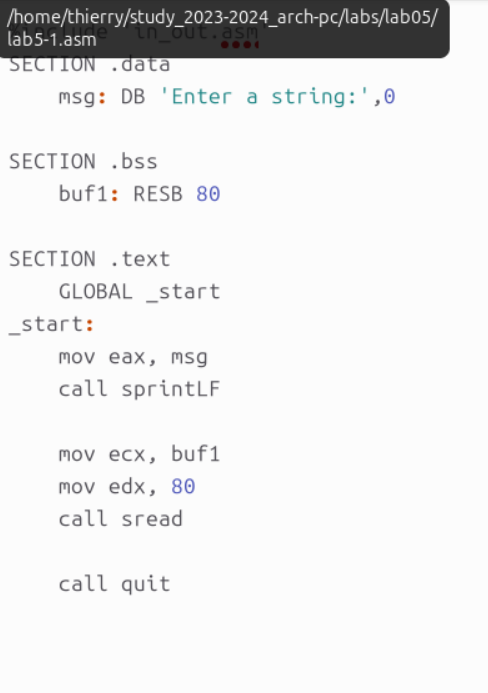 /home/thierry/study_2023-2024_arch-pc/labs/lab05/
lab5-1.asm
%include 'in_out.asm'
SECTION .data
msg: DB 'Enter a string:',0
SECTION .bss
buf1: RESB 80
SECTION .text
GLOBAL _start
_start:
mov eax, msg
call sprintLF
mov ecx, buf1
mov edx, 80
call sread
call quit